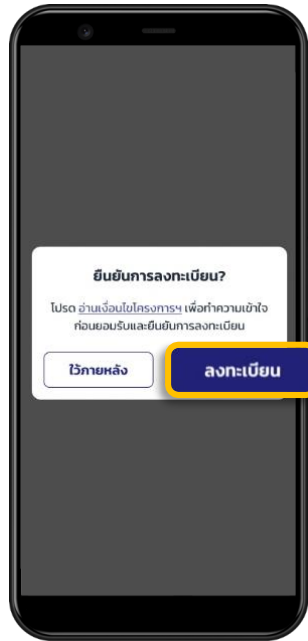 ยืนยันการลงทะเบียน?
โปรด อ่านเงื่อนไขโครงการฯ เพื่อทำความเข้าใจ
ก่อนยอมรับและยืนยันการลงทะเบียน
ไว้ภายหลัง
ลงทะเบียน